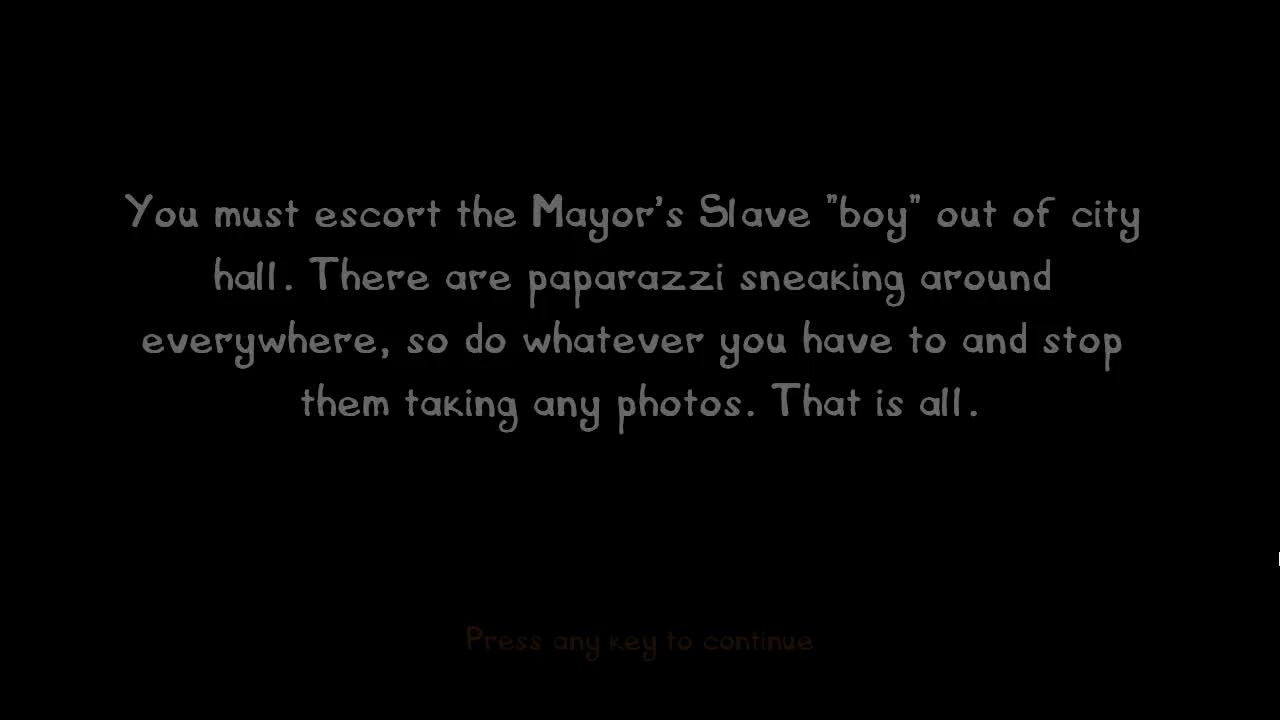 You must escort the Mayor's Slave "boy" out of city
hall. There are paparazzi sneaking around
everywhere, so do whatever you have to and stop
them taking any photos. That is all.
Press any key to continue